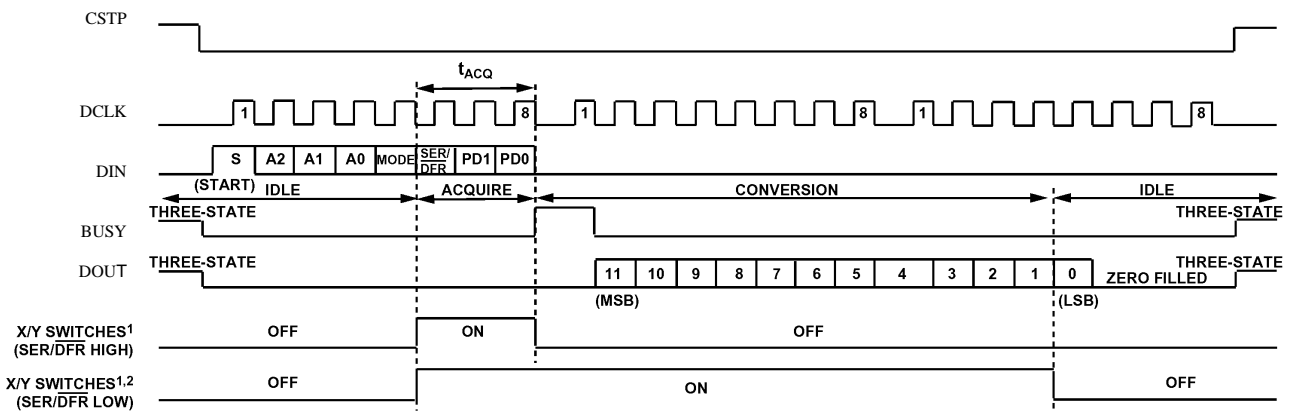 CSTP
tACQ
DCLK 1 8 1 8 1 8
DIN S A2 A1 A0 MODE SER/DFR PD1 PD0
(START)
IDLE ACQUIRE CONVERSION IDLE
THREE-STATE THREE-STATE
BUSY
THREE-STATE THREE-STATE
DOUT 11 10 9 8 7 6 5 4 3 2 1 0 ZERO FILLED
(MSB) (LSB)
X/Y SWITCHES1 OFF ON OFF
(SER/DFR HIGH)
X/Y SWITCHES1,2 OFF ON OFF
(SER/DFR LOW)